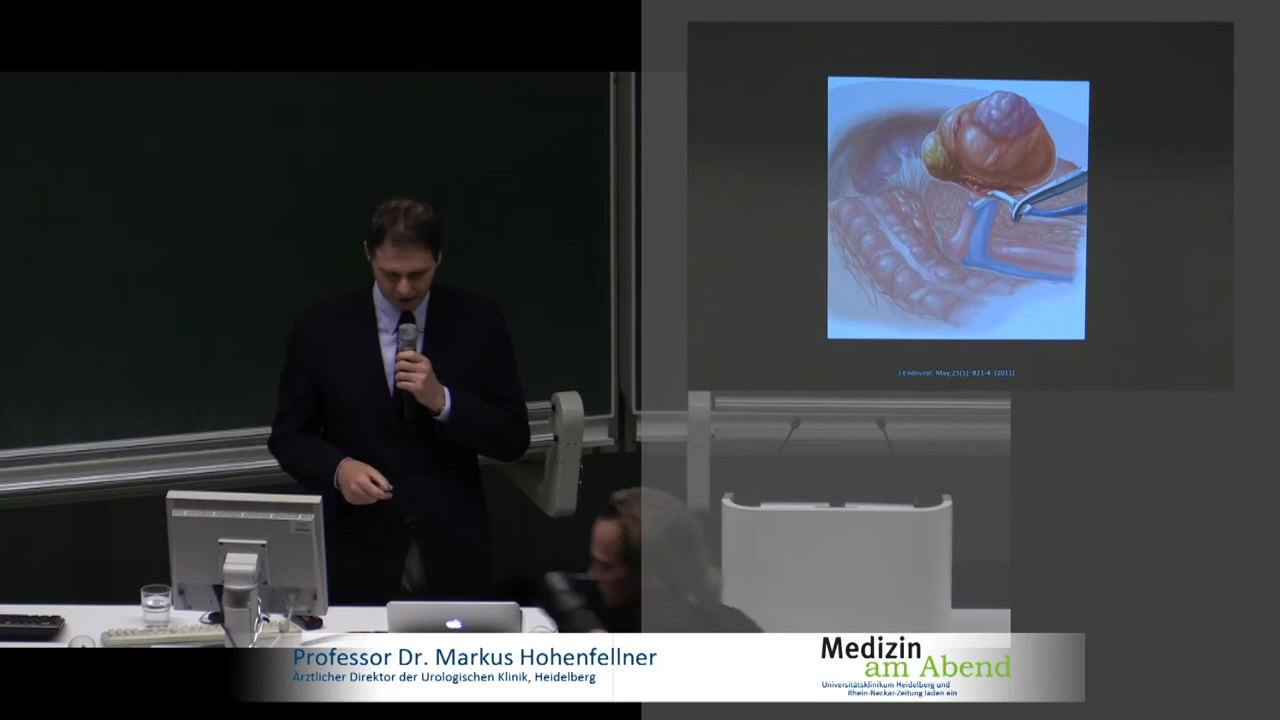 J Endourol. May;25(5): 821-4. (2011)
Professor Dr. Markus Hohenfellner
Ärztlicher Direktor der Urologischen Klinik, Heidelberg
Medizin
am Abend
Universitätsklinikum Heidelberg und
Rhein-Neckar-Zeitung laden ein